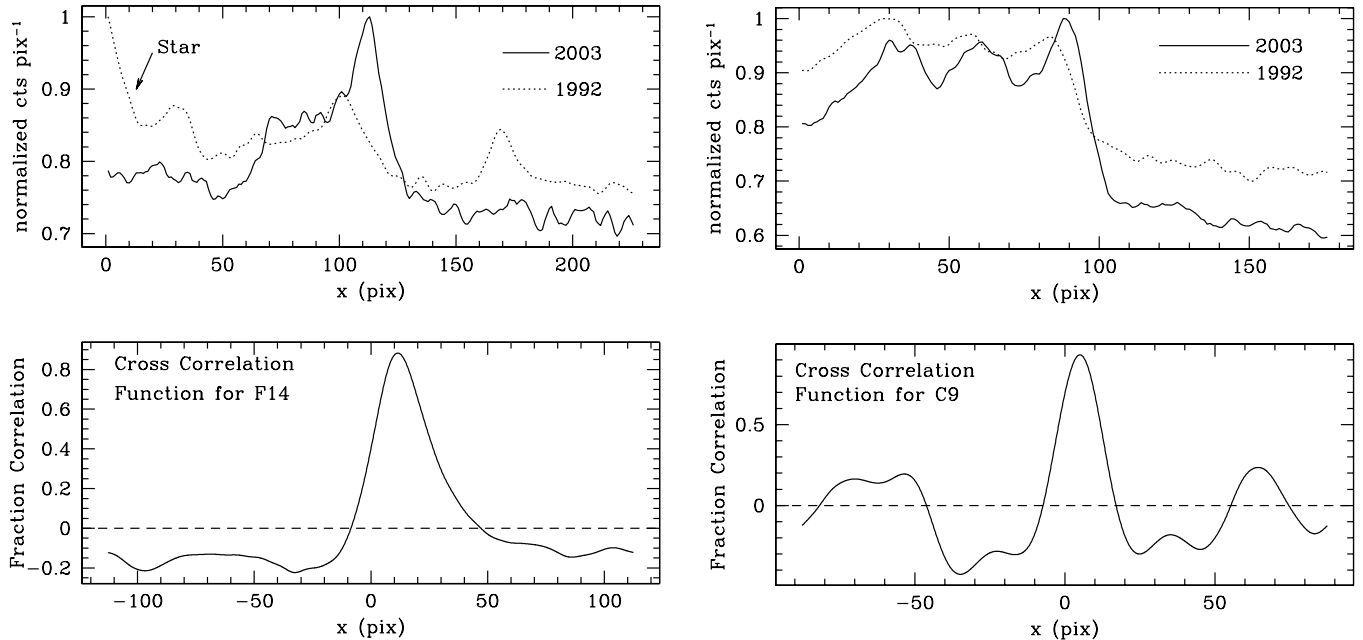 normalized cts pix⁻¹
1
0.9
0.8
0.7
Star
2003
1992
0
50
100
150
200
x (pix)
normalized cts pix⁻¹
1
0.9
0.8
0.7
0.6
2003
1992
0
50
100
150
x (pix)
Fraction Correlation
0.8
0.6
0.4
0.2
0
−0.2
Cross Correlation
Function for F14
−100
−50
0
50
100
x (pix)
Fraction Correlation
0.5
0
Cross Correlation
Function for C9
−50
0
50
x (pix)